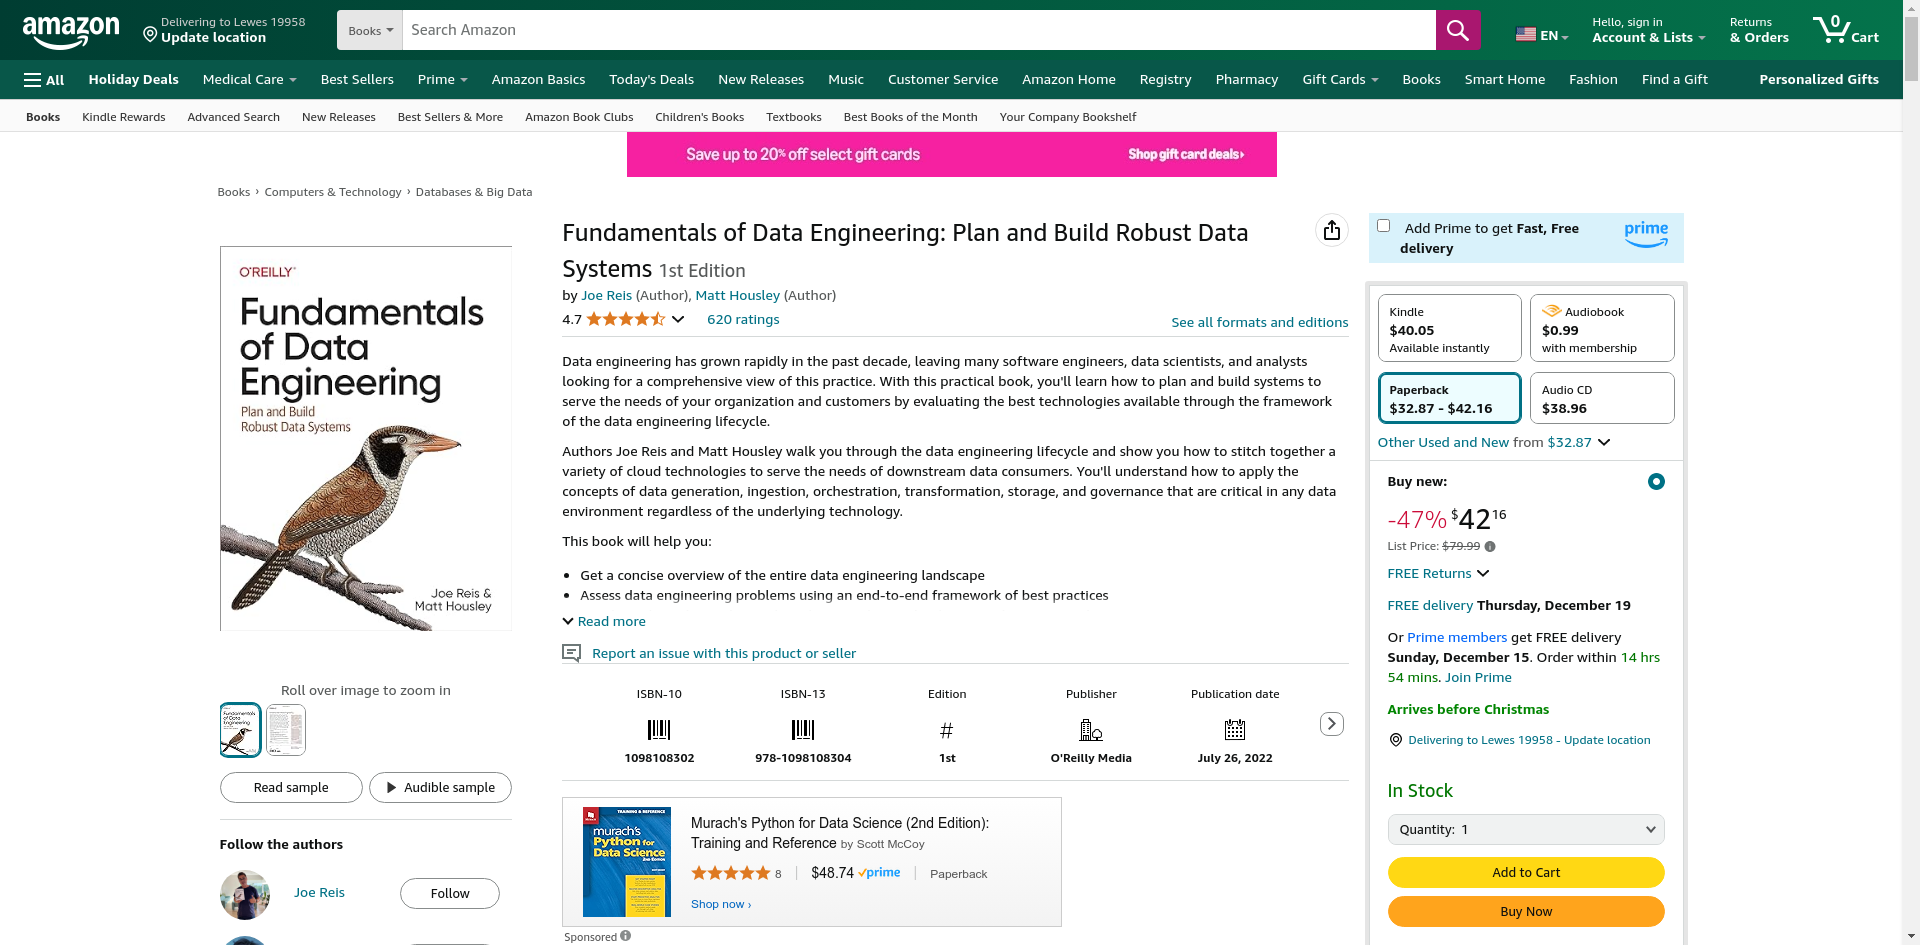 amazon
Delivering to Lewes 19958
Update location
Books
Search Amazon
EN
Hello, sign in
Account & Lists
Returns
& Orders
0
Cart
All
Holiday Deals
Medical Care
Best Sellers
Prime
Amazon Basics
Today's Deals
New Releases
Music
Customer Service
Amazon Home
Registry
Pharmacy
Gift Cards
Books
Smart Home
Fashion
Find a Gift
Personalized Gifts
Books
Kindle Rewards
Advanced Search
New Releases
Best Sellers & More
Amazon Book Clubs
Children's Books
Textbooks
Best Books of the Month
Your Company Bookshelf
Save up to 20% off select gift cards
Shop gift card deals›
Books › Computers & Technology › Databases & Big Data
O'REILLY®
Fundamentals
of Data
Engineering
Plan and Build
Robust Data Systems
Joe Reis &
Matt Housley
Roll over image to zoom in
Read sample
Audible sample
Follow the authors
Joe Reis
Follow
Fundamentals of Data Engineering: Plan and Build Robust Data
Systems 1st Edition
by Joe Reis (Author), Matt Housley (Author)
4.7
620 ratings
See all formats and editions
Data engineering has grown rapidly in the past decade, leaving many software engineers, data scientists, and analysts
looking for a comprehensive view of this practice. With this practical book, you'll learn how to plan and build systems to
serve the needs of your organization and customers by evaluating the best technologies available through the framework
of the data engineering lifecycle.
Authors Joe Reis and Matt Housley walk you through the data engineering lifecycle and show you how to stitch together a
variety of cloud technologies to serve the needs of downstream data consumers. You'll understand how to apply the
concepts of data generation, ingestion, orchestration, transformation, storage, and governance that are critical in any data
environment regardless of the underlying technology.
This book will help you:
• Get a concise overview of the entire data engineering landscape
• Assess data engineering problems using an end-to-end framework of best practices
Read more
Report an issue with this product or seller
ISBN-10
1098108302
ISBN-13
978-1098108304
Edition
#
1st
Publisher
O'Reilly Media
Publication date
July 26, 2022
TRAINING & REFERENCE
murach's
Python for
Data Science
2ND EDITION
Murach's Python for Data Science (2nd Edition):
Training and Reference by Scott McCoy
8
$48.74 prime
Paperback
Shop now ›
Sponsored
Add Prime to get Fast, Free
delivery
prime
Kindle
$40.05
Available instantly
Audiobook
$0.99
with membership
Paperback
$32.87 - $42.16
Audio CD
$38.96
Other Used and New from $32.87
Buy new:
-47% $42 16
List Price: $79.99
FREE Returns
FREE delivery Thursday, December 19
Or Prime members get FREE delivery
Sunday, December 15. Order within 14 hrs
54 mins. Join Prime
Arrives before Christmas
Delivering to Lewes 19958 - Update location
In Stock
Quantity: 1
Add to Cart
Buy Now